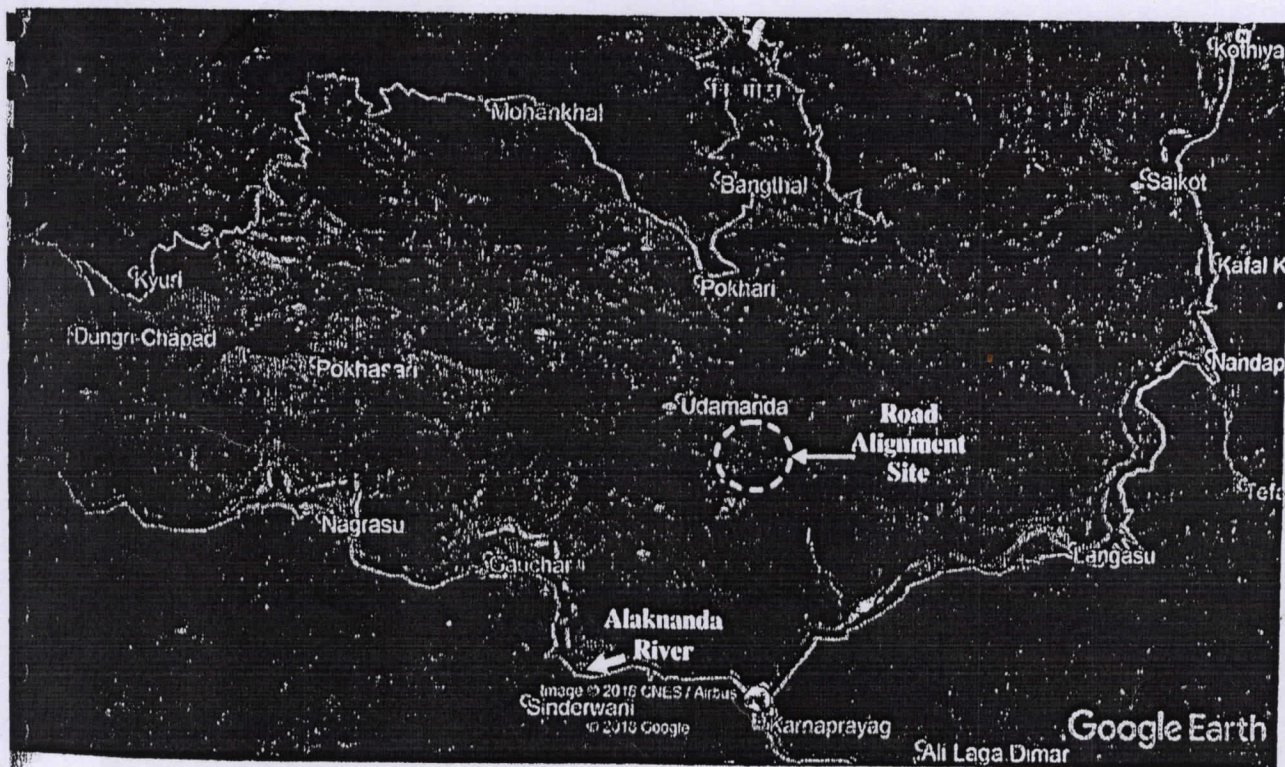 Kothiya
Mohankhal
Bangthal
Saikot
Kyuri
Pokhari
Kafal K
Dungri-Chapad
Pokhasari
Nandap
Udamanda
Road
Alignment
Site
Tefa
Nagrasu
Gauchar
Langasu
Alaknanda
River
Image © 2018 CNES / Airbus
Sinderwani
© 2018 Google
Karnaprayag
Google Earth
Ali Laga Dimar